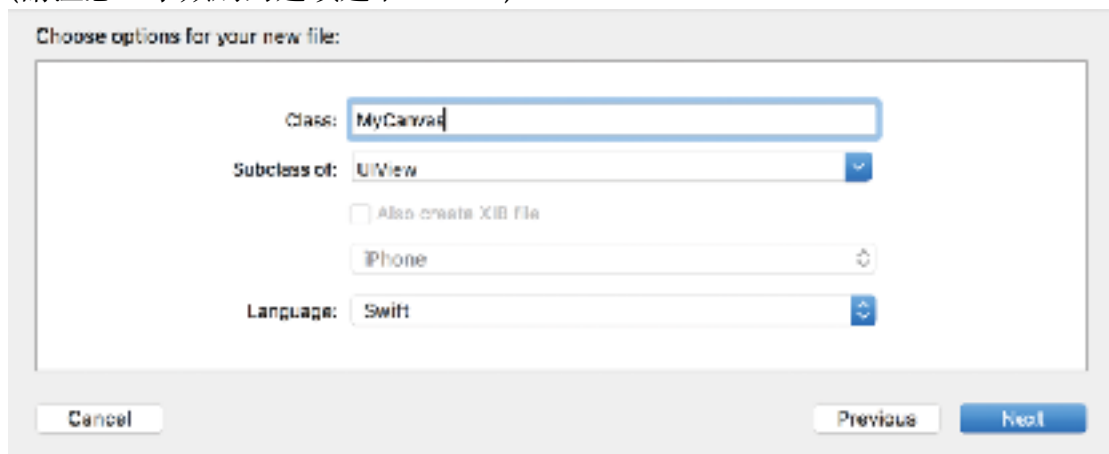 Choose options for your new file:
Class: MyCanvas
Subclass of: UIView
Also create XIB file
iPhone
Language: Swift
Cancel Previous Next